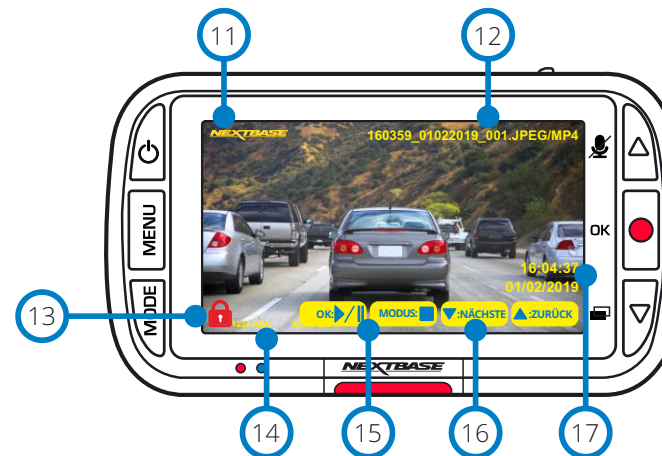 11
12
NEXTBASE
160359_01022019_001.JPEG/MP4
MENU
OK
16:04:37
01/02/2019
13
MODE
OK:
MODUS:
:NÄCHSTE
:ZURÜCK
NEXTBASE
14
15
16
17